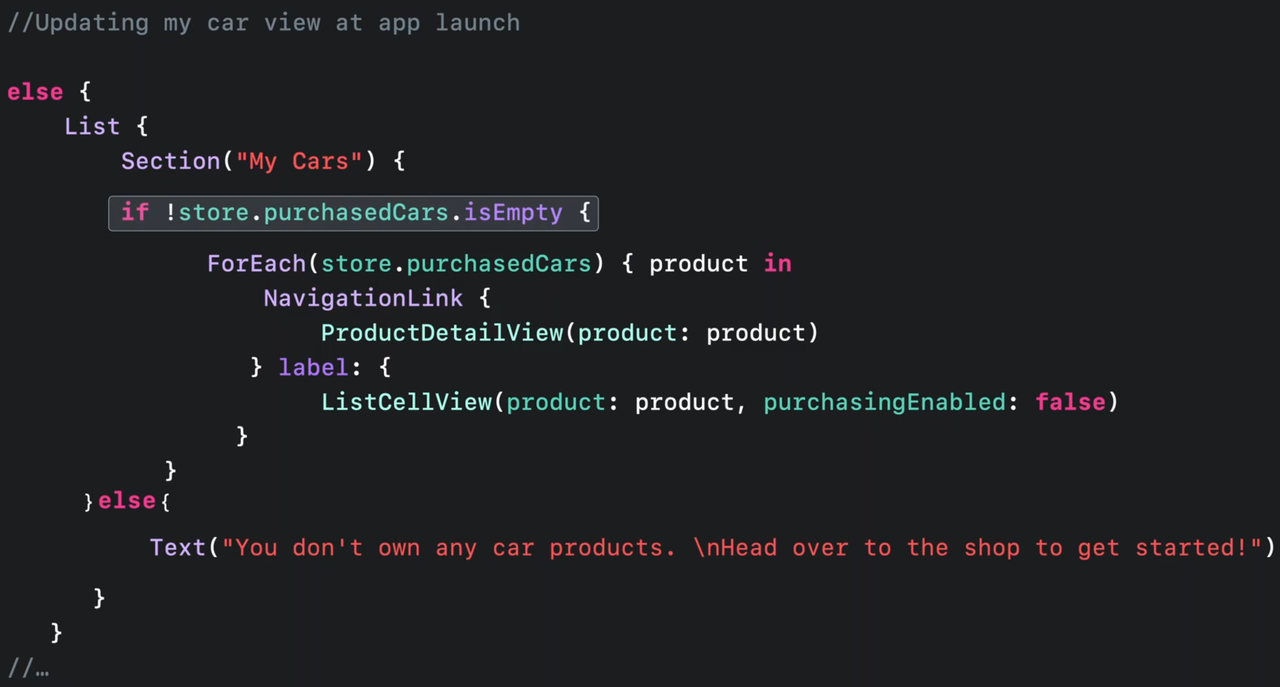 //Updating my car view at app launch
else {
List {
Section("My Cars") {
if !store.purchasedCars.isEmpty {
ForEach(store.purchasedCars) { product in
NavigationLink {
ProductDetailView(product: product)
} label: {
ListCellView(product: product, purchasingEnabled: false)
}
}
}else{
Text("You don't own any car products. \nHead over to the shop to get started!")
}
}
//…